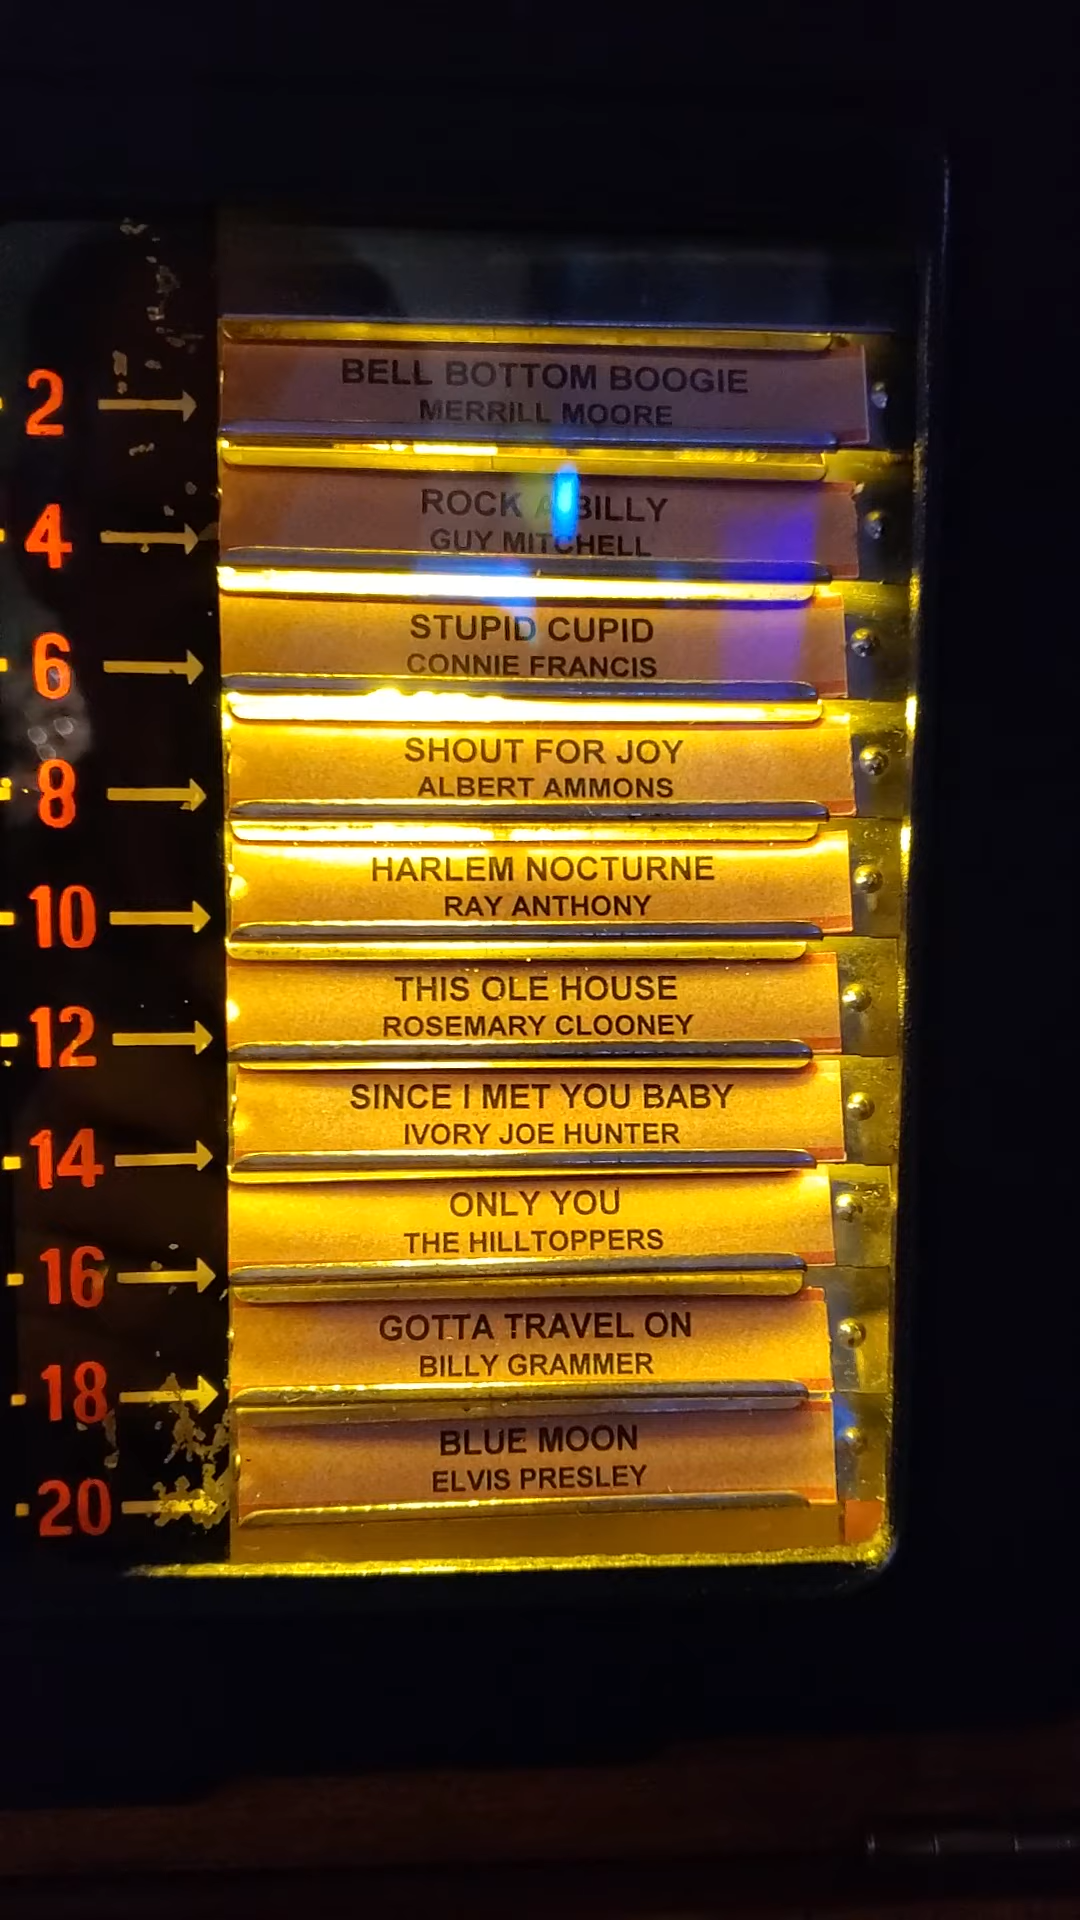 2
BELL BOTTOM BOOGIE
MERRILL MOORE
4
ROCK A BILLY
GUY MITCHELL
6
STUPID CUPID
CONNIE FRANCIS
8
SHOUT FOR JOY
ALBERT AMMONS
10
HARLEM NOCTURNE
RAY ANTHONY
12
THIS OLE HOUSE
ROSEMARY CLOONEY
14
SINCE I MET YOU BABY
IVORY JOE HUNTER
16
ONLY YOU
THE HILLTOPPERS
18
GOTTA TRAVEL ON
BILLY GRAMMER
20
BLUE MOON
ELVIS PRESLEY